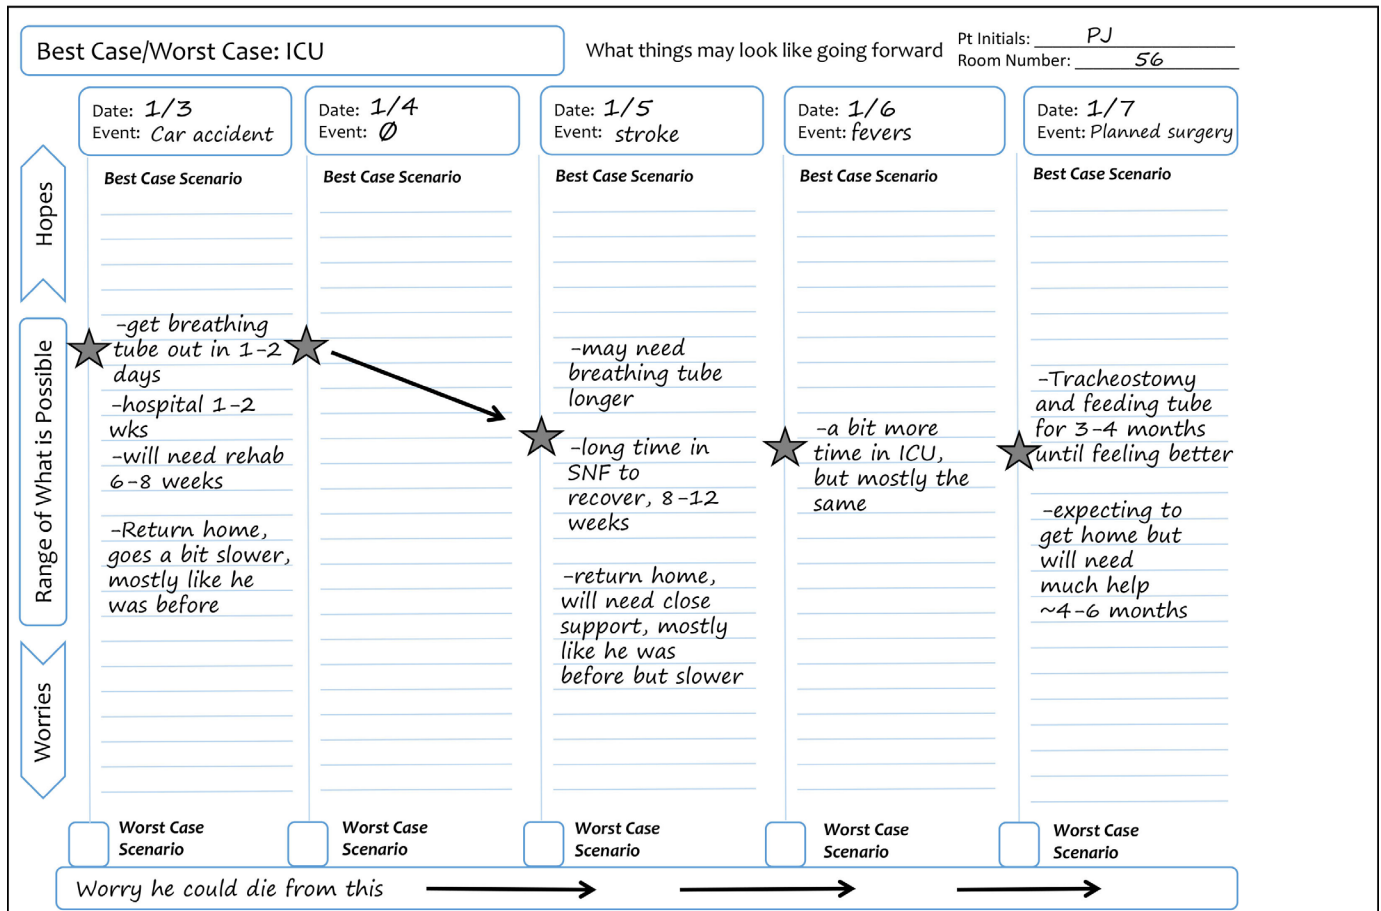 Best Case/Worst Case: ICU
What things may look like going forward
Pt Initials: PJ
Room Number: 56
Date: 1/3
Event: Car accident
Date: 1/4
Event: Ø
Date: 1/5
Event: stroke
Date: 1/6
Event: fevers
Date: 1/7
Event: Planned surgery
Hopes
Range of What is Possible
Worries
Best Case Scenario
-get breathing
tube out in 1-2
days
-hospital 1-2
wks
-will need rehab
6-8 weeks
-Return home,
goes a bit slower,
mostly like he
was before
Worst Case
Scenario
Best Case Scenario
Worst Case
Scenario
Best Case Scenario
-may need
breathing tube
longer
-long time in
SNF to
recover, 8-12
weeks
-return home,
will need close
support, mostly
like he was
before but slower
Worst Case
Scenario
Best Case Scenario
-a bit more
time in ICU,
but mostly the
same
Worst Case
Scenario
Best Case Scenario
-Tracheostomy
and feeding tube
for 3-4 months
until feeling better
-expecting to
get home but
will need
much help
~4-6 months
Worst Case
Scenario
Worry he could die from this